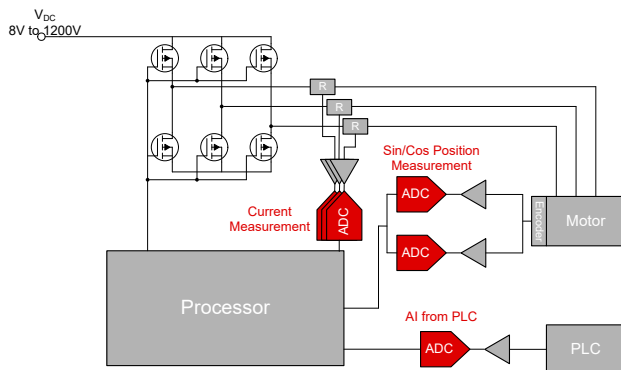 VDC
8V to 1200V
R
R
R
Sin/Cos Position
Measurement
ADC
Current
Measurement
ADC
Encoder
Motor
ADC
Processor
AI from PLC
ADC
PLC